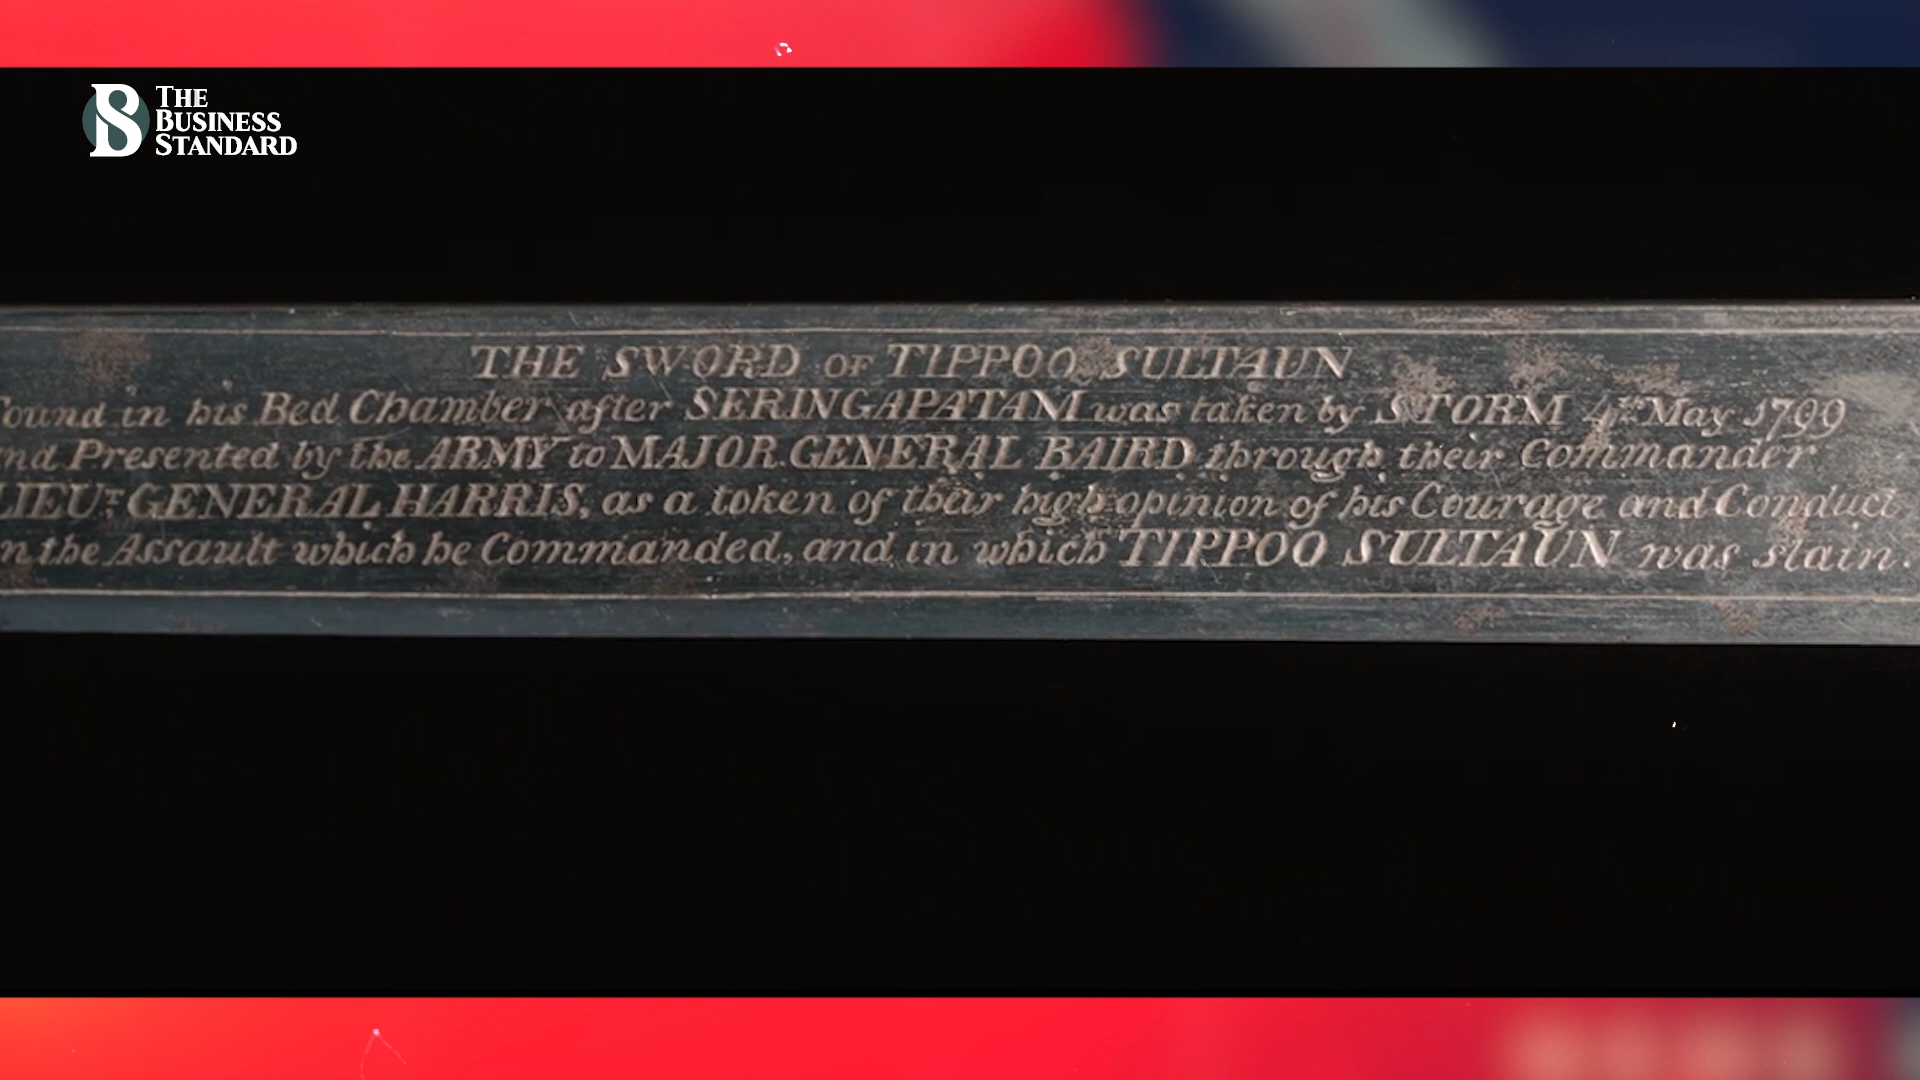 THE
BUSINESS
STANDARD
THE SWORD OF TIPPOO SULTAUN
Found in his Bed Chamber after SERINGAPATAM was taken by STORM 4th May 1799
nd Presented by the ARMY to MAJOR. GENERAL BAIRD through their Commander
LIEUT GENERAL HARRIS, as a token of their high opinion of his Courage and Conduct
n the Assault which he Commanded, and in which TIPPOO SULTAUN was slain.